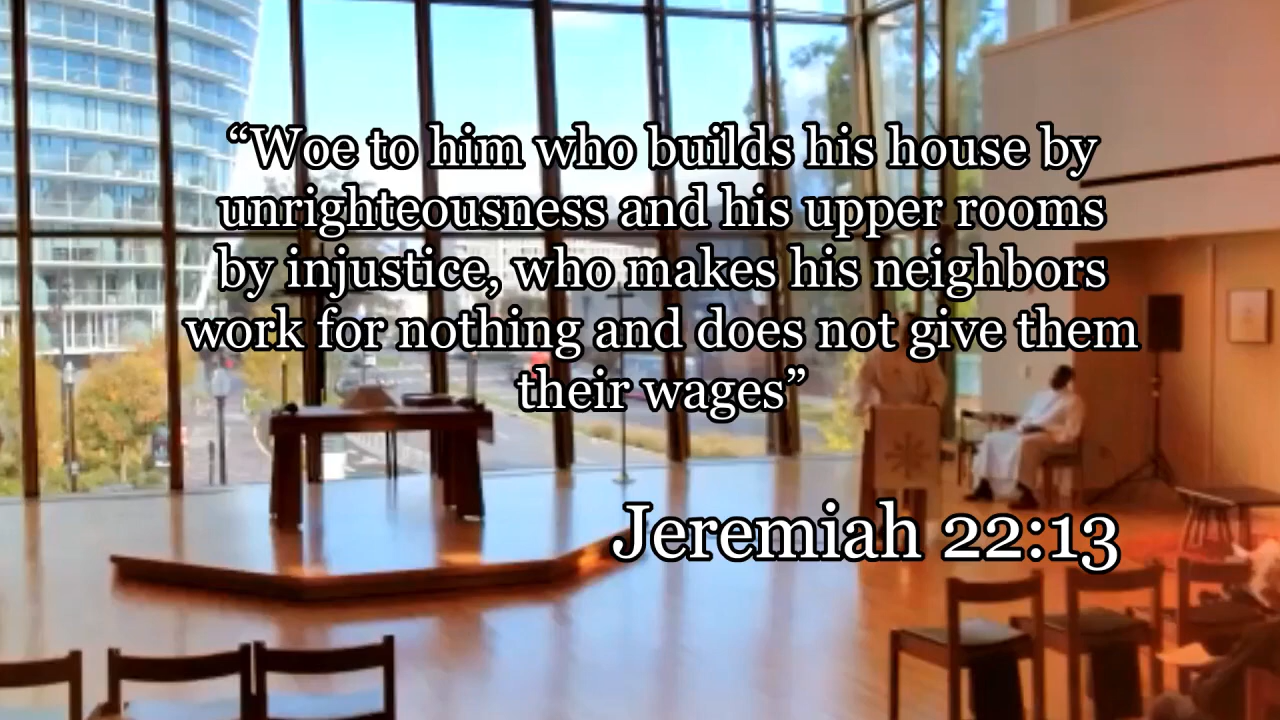 “Woe to him who builds his house by
unrighteousness and his upper rooms
by injustice, who makes his neighbors
work for nothing and does not give them
their wages”
Jeremiah 22:13